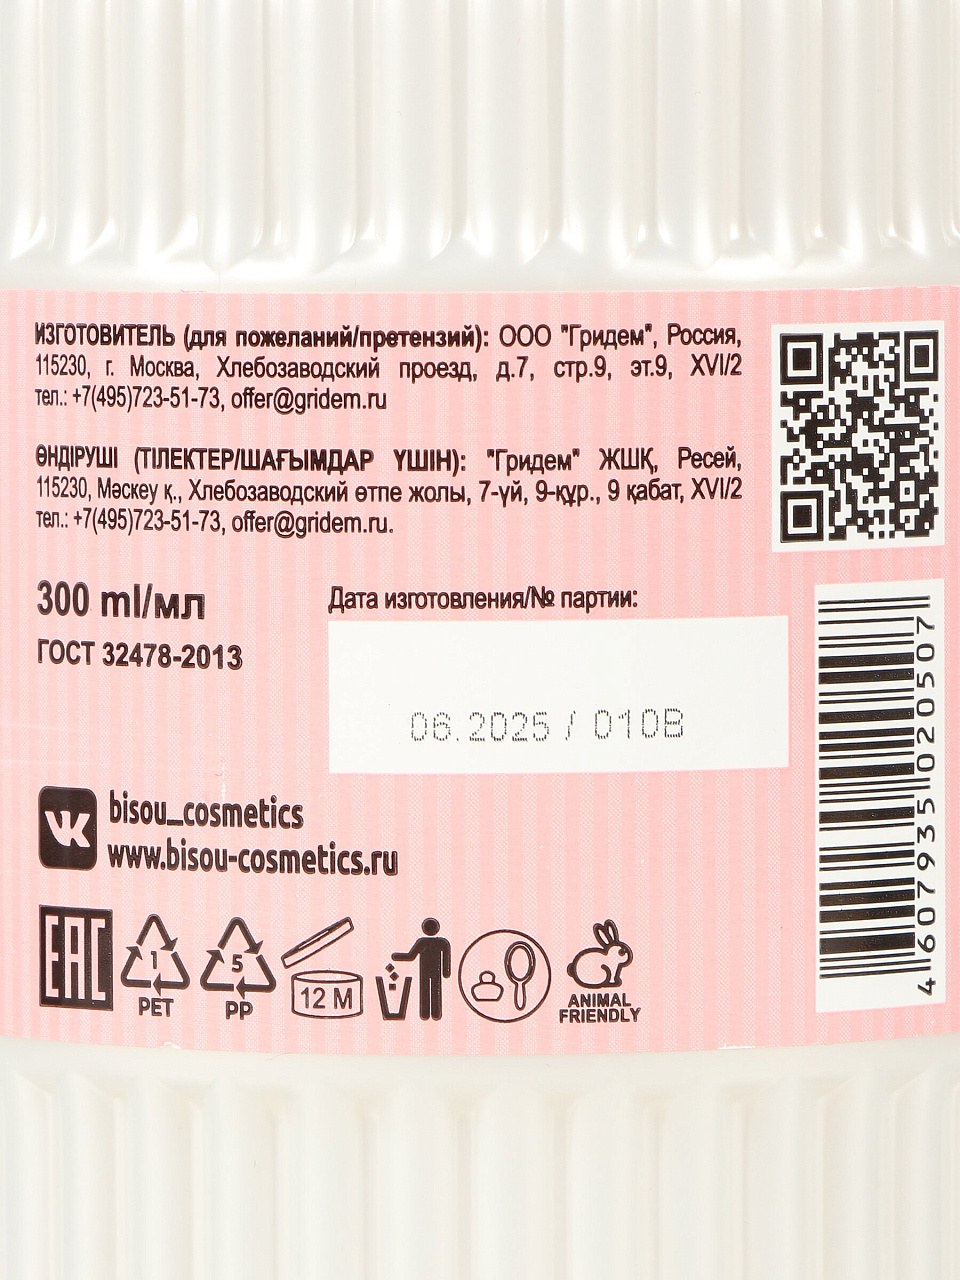 ИЗГОТОВИТЕЛЬ (для пожеланий/претензий): ООО "Гридем", Россия,
115230, г. Москва, Хлебозаводский проезд, д.7, стр.9, эт.9, XVI/2
тел.: +7(495)723-51-73, offer@gridem.ru
ӨНДІРУШІ (ТІЛЕКТЕР/ШАҒЫМДАР ҮШІН): "Гридем" ЖШҚ, Ресей,
115230, Мәскеу қ., Хлебозаводский өтпе жолы, 7-үй, 9-құр., 9 қабат, XVI/2
тел.: +7(495)723-51-73, offer@gridem.ru.
300 ml/мл
ГОСТ 32478-2013
Дата изготовления/№ партии:
06.2025 / 010B
bisou_cosmetics
www.bisou-cosmetics.ru
EAC
1
PET
5
PP
12 M
ANIMAL
FRIENDLY
4 607935 020507